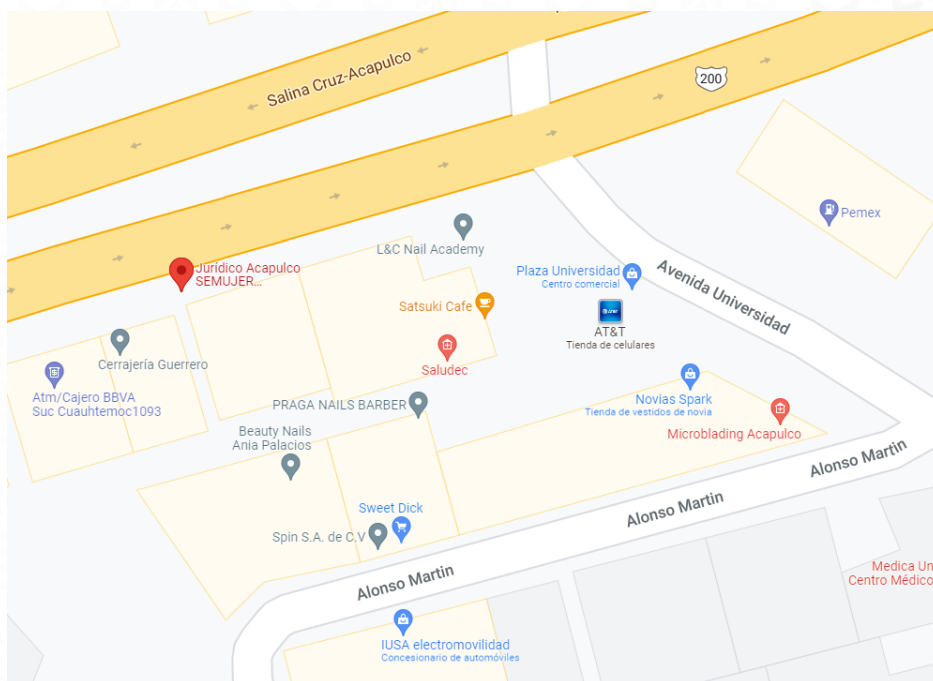 Salina Cruz-Acapulco
200
Pemex
L&C Nail Academy
Jurídico Acapulco
SEMUJER...
Plaza Universidad
Centro comercial
Avenida Universidad
Satsuki Cafe
AT&T
AT&T
Tienda de celulares
Cerrajería Guerrero
Saludec
Atm/Cajero BBVA
Suc Cuauhtemoc1093
PRAGA NAILS BARBER
Novias Spark
Tienda de vestidos de novia
Beauty Nails
Ania Palacios
Microblading Acapulco
Alonso Martin
Sweet Dick
Alonso Martin
Spin S.A. de C.V
Alonso Martin
Medica Un
Centro Médico
IUSA electromovilidad
Concesionario de automóviles